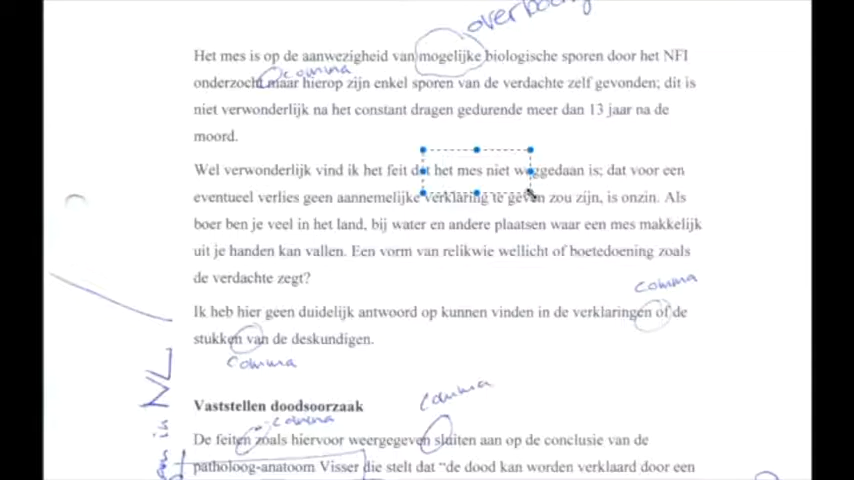 overbodig
Het mes is op de aanwezigheid van mogelijke biologische sporen door het NFI
comma
onderzocht maar hierop zijn enkel sporen van de verdachte zelf gevonden; dit is
niet verwonderlijk na het constant dragen gedurende meer dan 13 jaar na de
moord.
Wel verwonderlijk vind ik het feit dat het mes niet weggedaan is; dat voor een
eventueel verlies geen aannemelijke verklaring te geven zou zijn, is onzin. Als
boer ben je veel in het land, bij water en andere plaatsen waar een mes makkelijk
uit je handen kan vallen. Een vorm van relikwie wellicht of boetedoening zoals
de verdachte zegt?
comma
Ik heb hier geen duidelijk antwoord op kunnen vinden in de verklaringen of de
stukken van de deskundigen.
comma
in NL
comma
Vaststellen doodsoorzaak
comma
De feiten zoals hiervoor weergegeven sluiten aan op de conclusie van de
patholoog-anatoom Visser die stelt dat “de dood kan worden verklaard door een